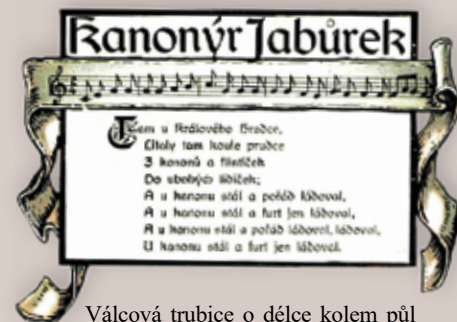 Kanonýr Jabůrek
Tam u Králového Hradce,
lítaly tam koule prudce
Z kanonů a flintiček
Do ubohých lidiček;
A u kanonu stál a pořád ládoval,
A u kanonu stál a furt jen ládoval,
A u kanonu stál a pořád ládoval, ládoval,
U kanonu stál a furt jen ládoval.
Válcová trubice o délce kolem půl